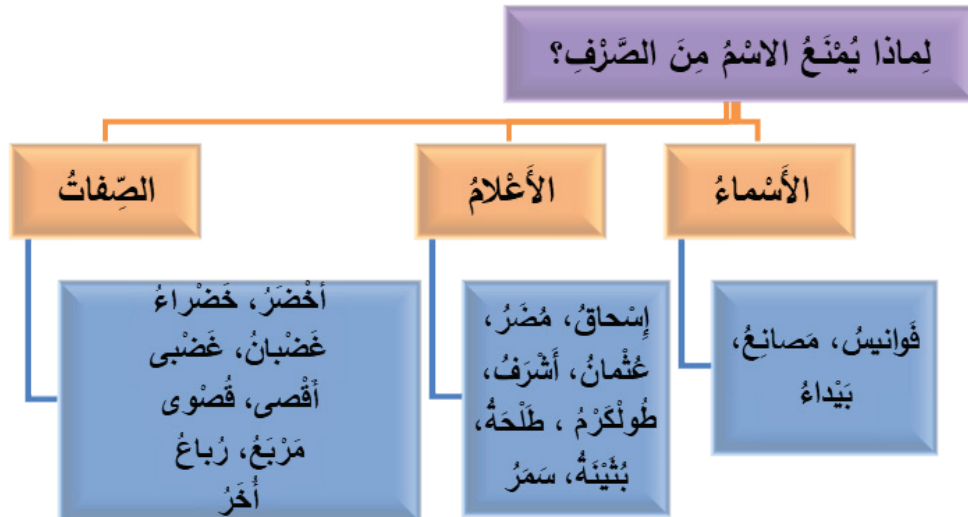 لِماذا يُمْنَعُ الاسْمُ مِنَ الصَّرْفِ؟
الأَسْماءُ
الأَعْلامُ
الصِّفاتُ
فَوانيسُ، مَصانِعُ،
بَيْداءُ
إِسْحاقُ، مُضَرُ،
عُثْمانُ، أَشْرَفُ،
طُولْكَرْمُ ، طَلْحَةُ،
بُثَيْنَةُ، سَمَرُ
أخْضَرُ، خَضْراءُ
غَضْبانُ، غَضْبى
أَقْصى، قُصْوى
مَرْبَعُ، رُباعُ
أُخَرُ